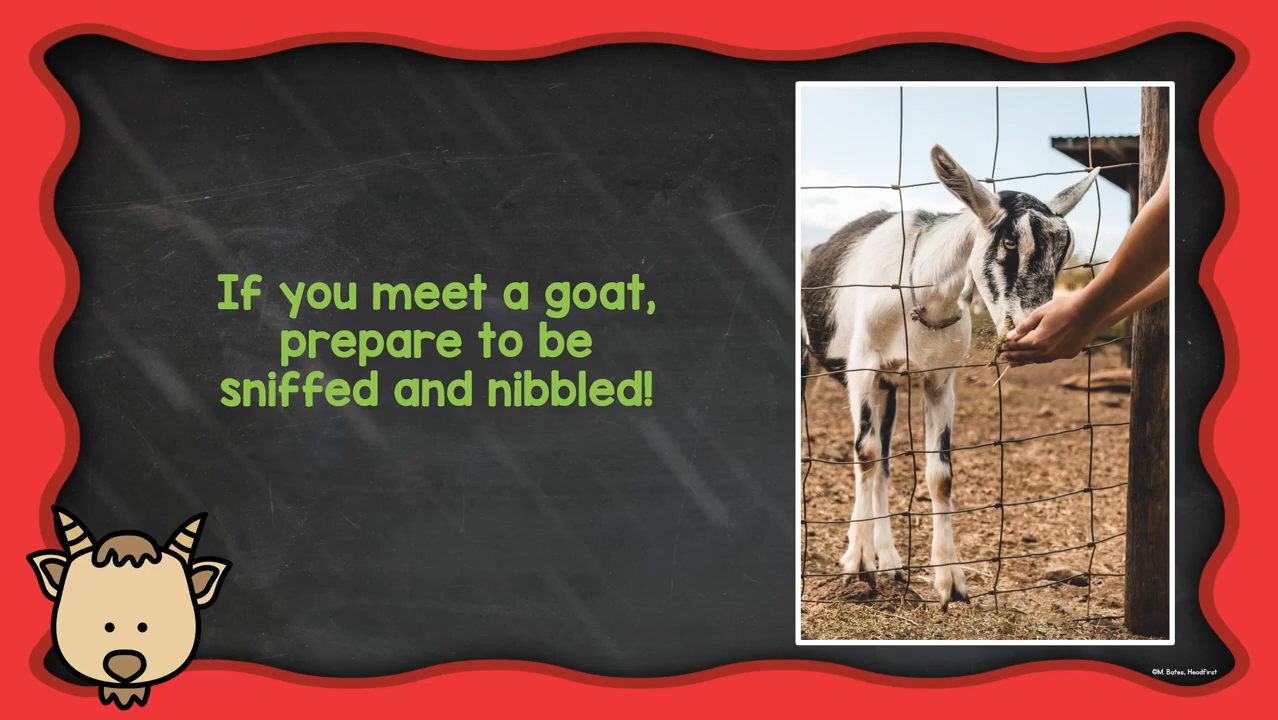 If you meet a goat,
prepare to be
sniffed and nibbled!
©M. Bates, Headfirst